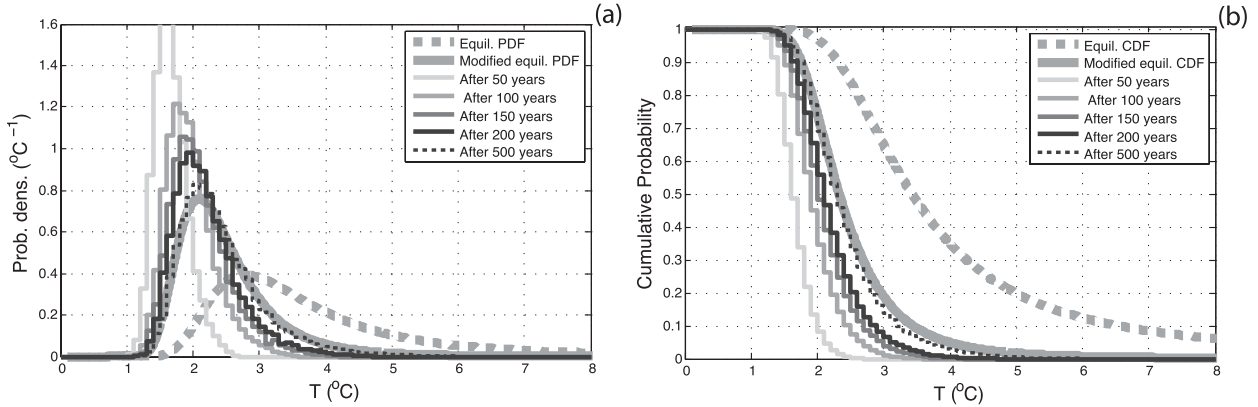 (a)
1.6
1.4
1.2
1
0.8
0.6
0.4
0.2
0
Prob. dens. (°C⁻¹)
Equil. PDF
Modified equil. PDF
After 50 years
After 100 years
After 150 years
After 200 years
After 500 years
0 1 2 3 4 5 6 7 8
T (°C)
(b)
1
0.9
0.8
0.7
0.6
0.5
0.4
0.3
0.2
0.1
0
Cumulative Probability
Equil. CDF
Modified equil. CDF
After 50 years
After 100 years
After 150 years
After 200 years
After 500 years
0 1 2 3 4 5 6 7 8
T (°C)